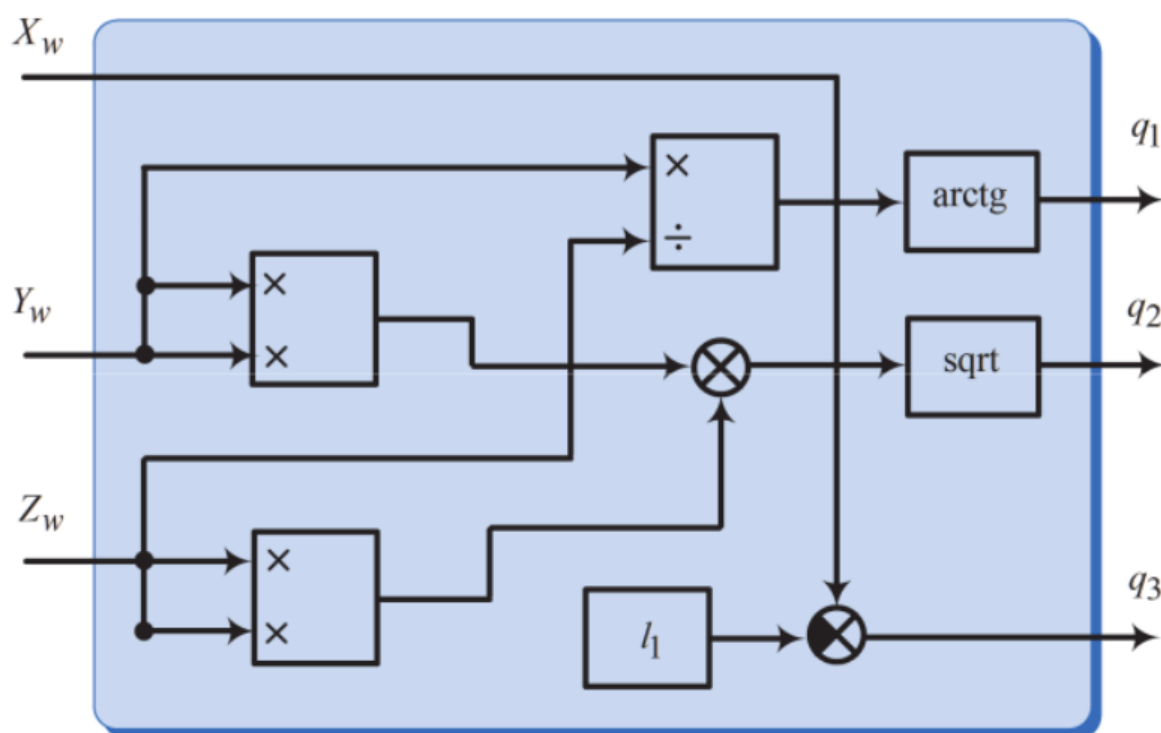 X_w
q_1
×
arctg
÷
Y_w
×
q_2
×
sqrt
Z_w
×
q_3
×
l_1